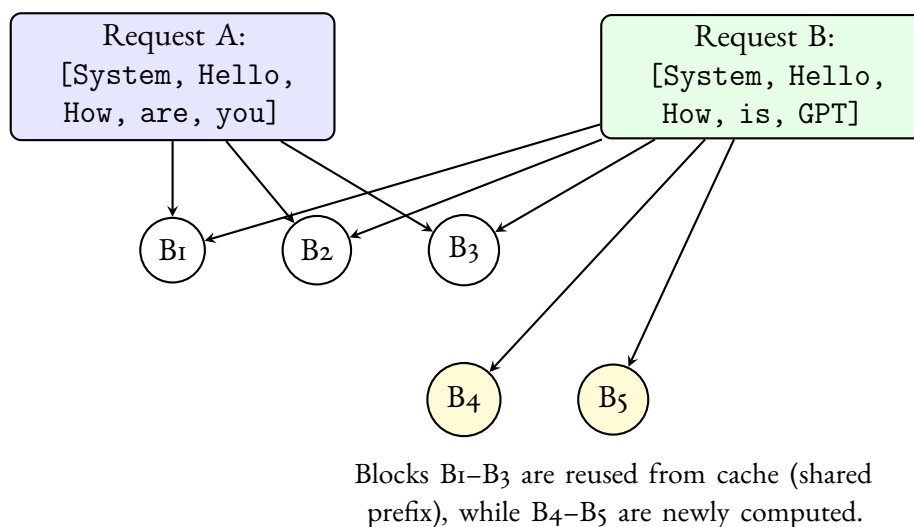 Request A:
[System, Hello,
How, are, you]
Request B:
[System, Hello,
How, is, GPT]
B1
B2
B3
B4
B5
Blocks B1–B3 are reused from cache (shared
prefix), while B4–B5 are newly computed.